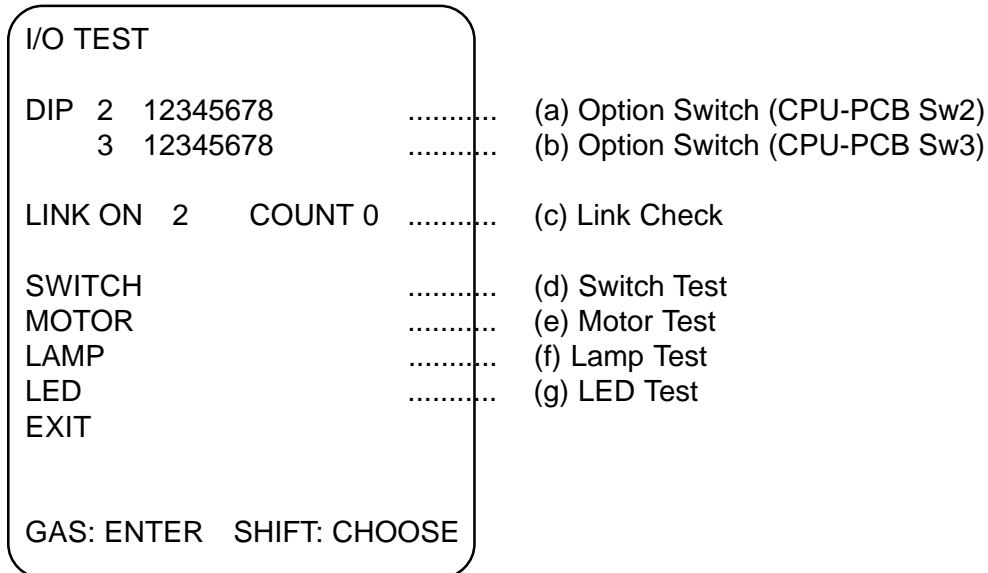 I/O TEST
DIP 2 12345678 ........... (a) Option Switch (CPU-PCB Sw2)
3 12345678 ........... (b) Option Switch (CPU-PCB Sw3)
LINK ON 2 COUNT 0 ........... (c) Link Check
SWITCH ........... (d) Switch Test
MOTOR ........... (e) Motor Test
LAMP ........... (f) Lamp Test
LED ........... (g) LED Test
EXIT
GAS: ENTER SHIFT: CHOOSE